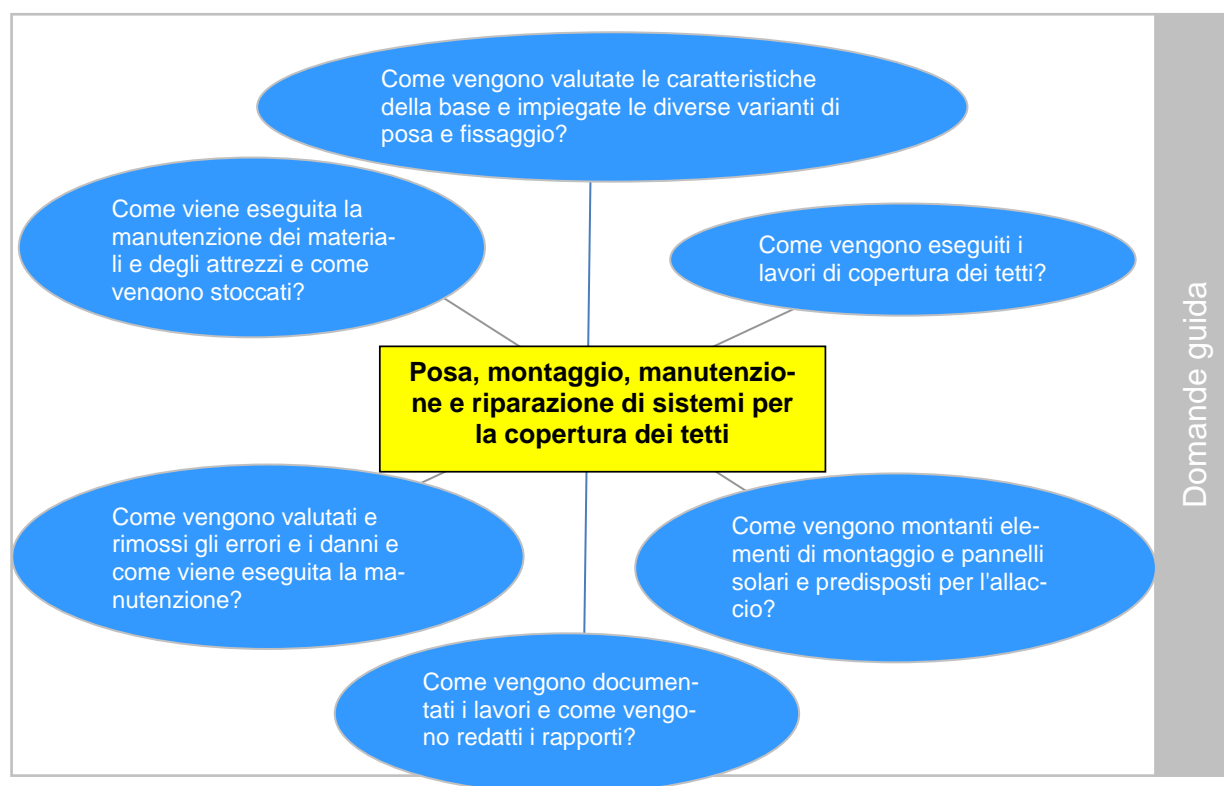 Come vengono valutate le caratteristiche
della base e impiegate le diverse varianti di
posa e fissaggio?
Come viene eseguita la
manutenzione dei materia-
li e degli attrezzi e come
vengono stoccati?
Come vengono eseguiti i
lavori di copertura dei tetti?
Posa, montaggio, manutenzio-
ne e riparazione di sistemi per
la copertura dei tetti
Come vengono valutati e
rimossi gli errori e i danni e
come viene eseguita la ma-
nutenzione?
Come vengono montanti ele-
menti di montaggio e pannelli
solari e predisposti per l'allac-
cio?
Come vengono documen-
tati i lavori e come vengo-
no redatti i rapporti?
Domande guida